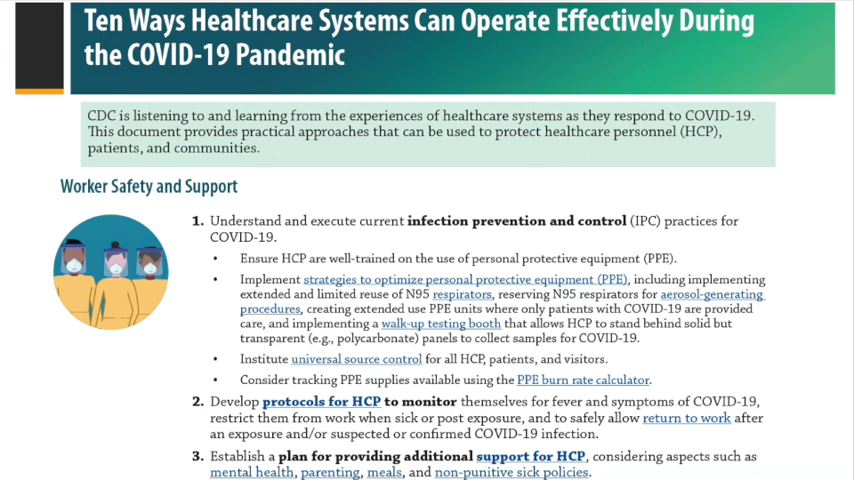 Ten Ways Healthcare Systems Can Operate Effectively During
the COVID-19 Pandemic
CDC is listening to and learning from the experiences of healthcare systems as they respond to COVID-19.
This document provides practical approaches that can be used to protect healthcare personnel (HCP),
patients, and communities.
Worker Safety and Support
1. Understand and execute current infection prevention and control (IPC) practices for
COVID-19.
• Ensure HCP are well-trained on the use of personal protective equipment (PPE).
• Implement strategies to optimize personal protective equipment (PPE), including implementing
extended and limited reuse of N95 respirators, reserving N95 respirators for aerosol-generating
procedures, creating extended use PPE units where only patients with COVID-19 are provided
care, and implementing a walk-up testing booth that allows HCP to stand behind solid but
transparent (e.g., polycarbonate) panels to collect samples for COVID-19.
• Institute universal source control for all HCP, patients, and visitors.
• Consider tracking PPE supplies available using the PPE burn rate calculator.
2. Develop protocols for HCP to monitor themselves for fever and symptoms of COVID-19,
restrict them from work when sick or post exposure, and to safely allow return to work after
an exposure and/or suspected or confirmed COVID-19 infection.
3. Establish a plan for providing additional support for HCP, considering aspects such as
mental health, parenting, meals, and non-punitive sick policies.